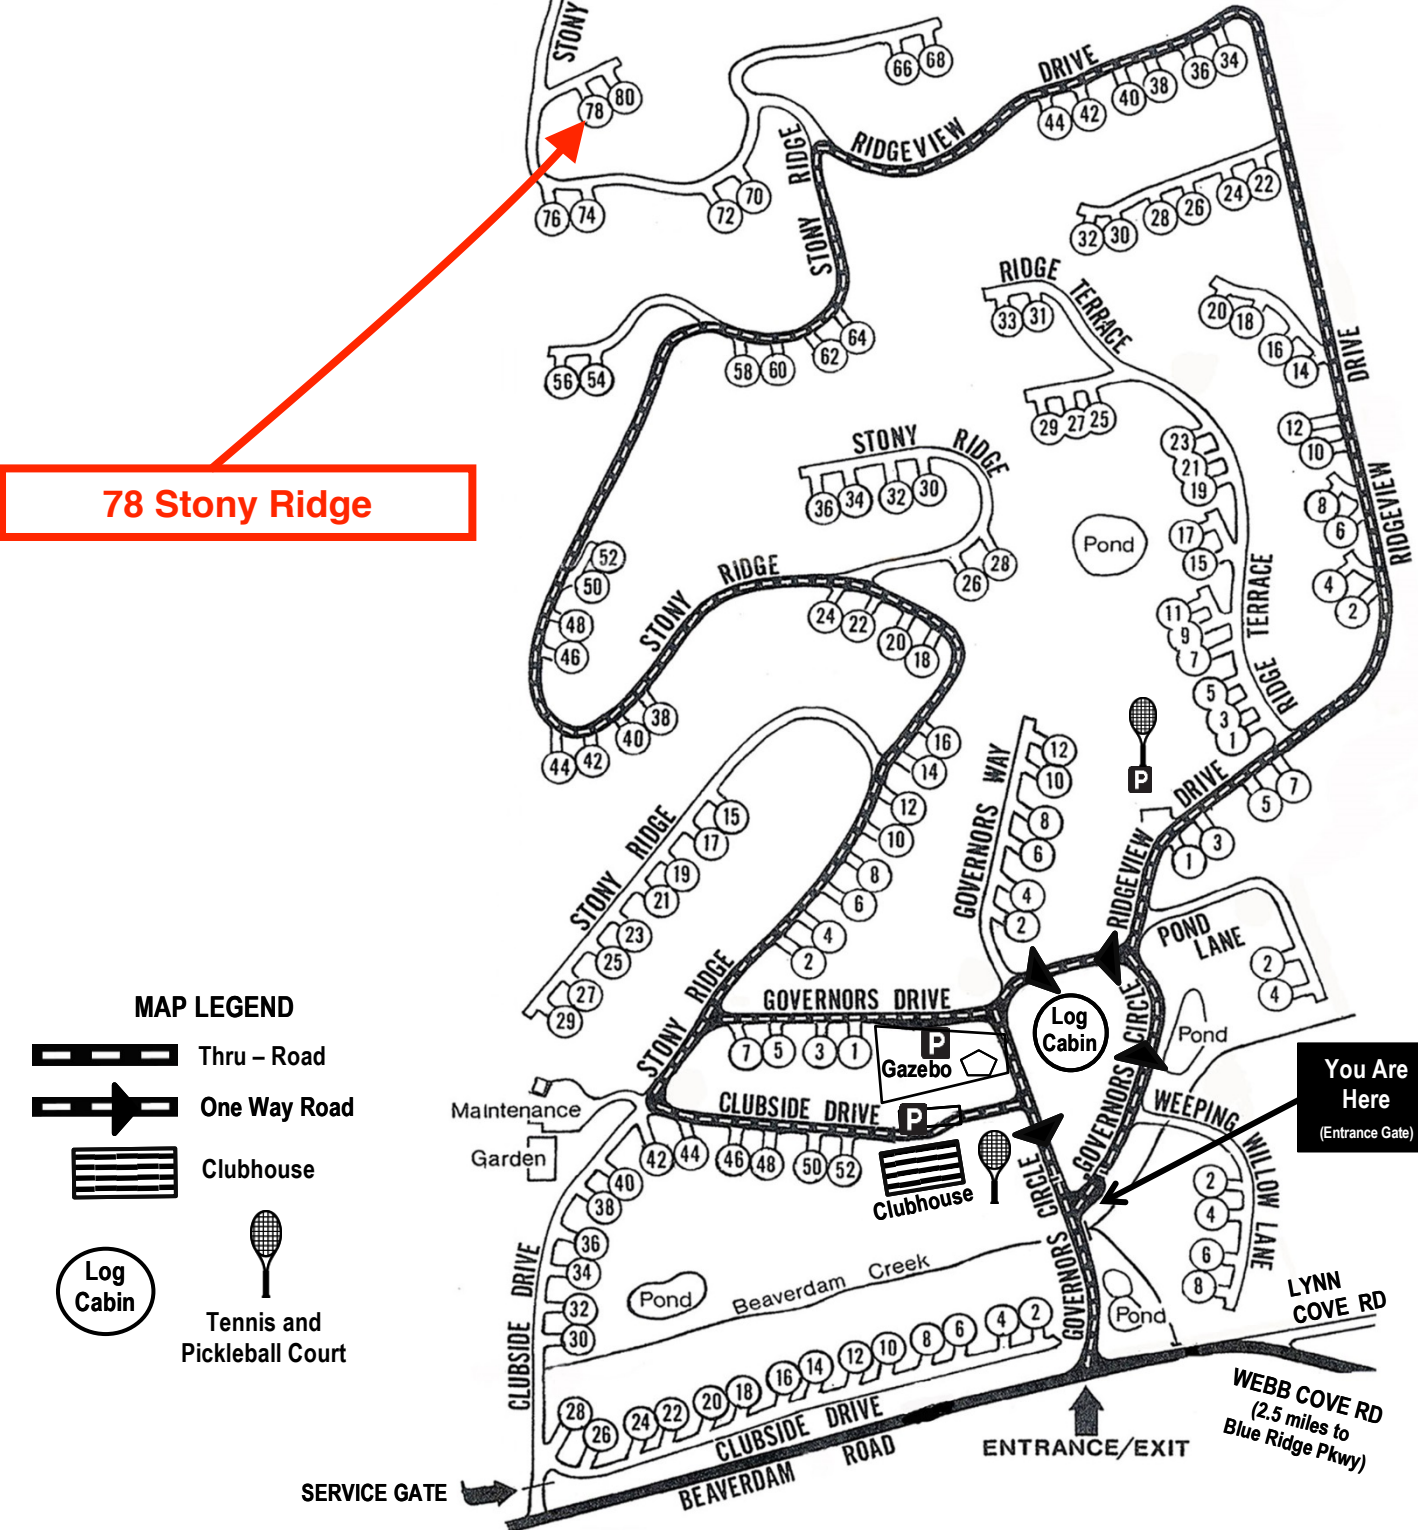 STONY
66
68
DRIVE
44
42
40
38
36
34
78
80
RIDGE
RIDGEVIEW
76
74
72
70
STONY
32
30
28
26
24
22
RIDGE
TERRACE
33
31
20
18
16
14
DRIVE
56
54
58
60
62
64
29
27
25
12
10
STONY
RIDGE
23
21
19
36
34
32
30
78 Stony Ridge
8
6
RIDGEVIEW
Pond
17
15
52
50
RIDGE
28
26
4
2
STONY
24
22
20
18
11
9
7
TERRACE
48
46
RIDGE
5
3
1
44
42
40
38
16
14
GOVERNORS WAY
12
10
8
6
4
2
P
DRIVE
7
5
3
1
RIDGEVIEW
STONY RIDGE
15
17
19
21
23
25
27
29
12
10
8
6
4
2
POND
LANE
2
4
STONY RIDGE
GOVERNORS DRIVE
7
5
3
1
P
Gazebo
Log
Cabin
GOVERNORS CIRCLE
Pond
You Are
Here
(Entrance Gate)
MAP LEGEND
Thru – Road
One Way Road
Clubhouse
Log
Cabin
Tennis and
Pickleball Court
Maintenance
Garden
CLUBSIDE DRIVE
P
42
44
46
48
50
52
Clubhouse
GOVERNORS CIRCLE
WEEPING WILLOW LANE
2
4
6
8
40
38
36
34
32
30
CLUBSIDE DRIVE
Pond
Beaverdam Creek
Pond
LYNN
COVE RD
28
26
24
22
20
18
16
14
12
10
8
6
4
2
CLUBSIDE DRIVE
BEAVERDAM ROAD
ENTRANCE/EXIT
WEBB COVE RD
(2.5 miles to
Blue Ridge Pkwy)
SERVICE GATE